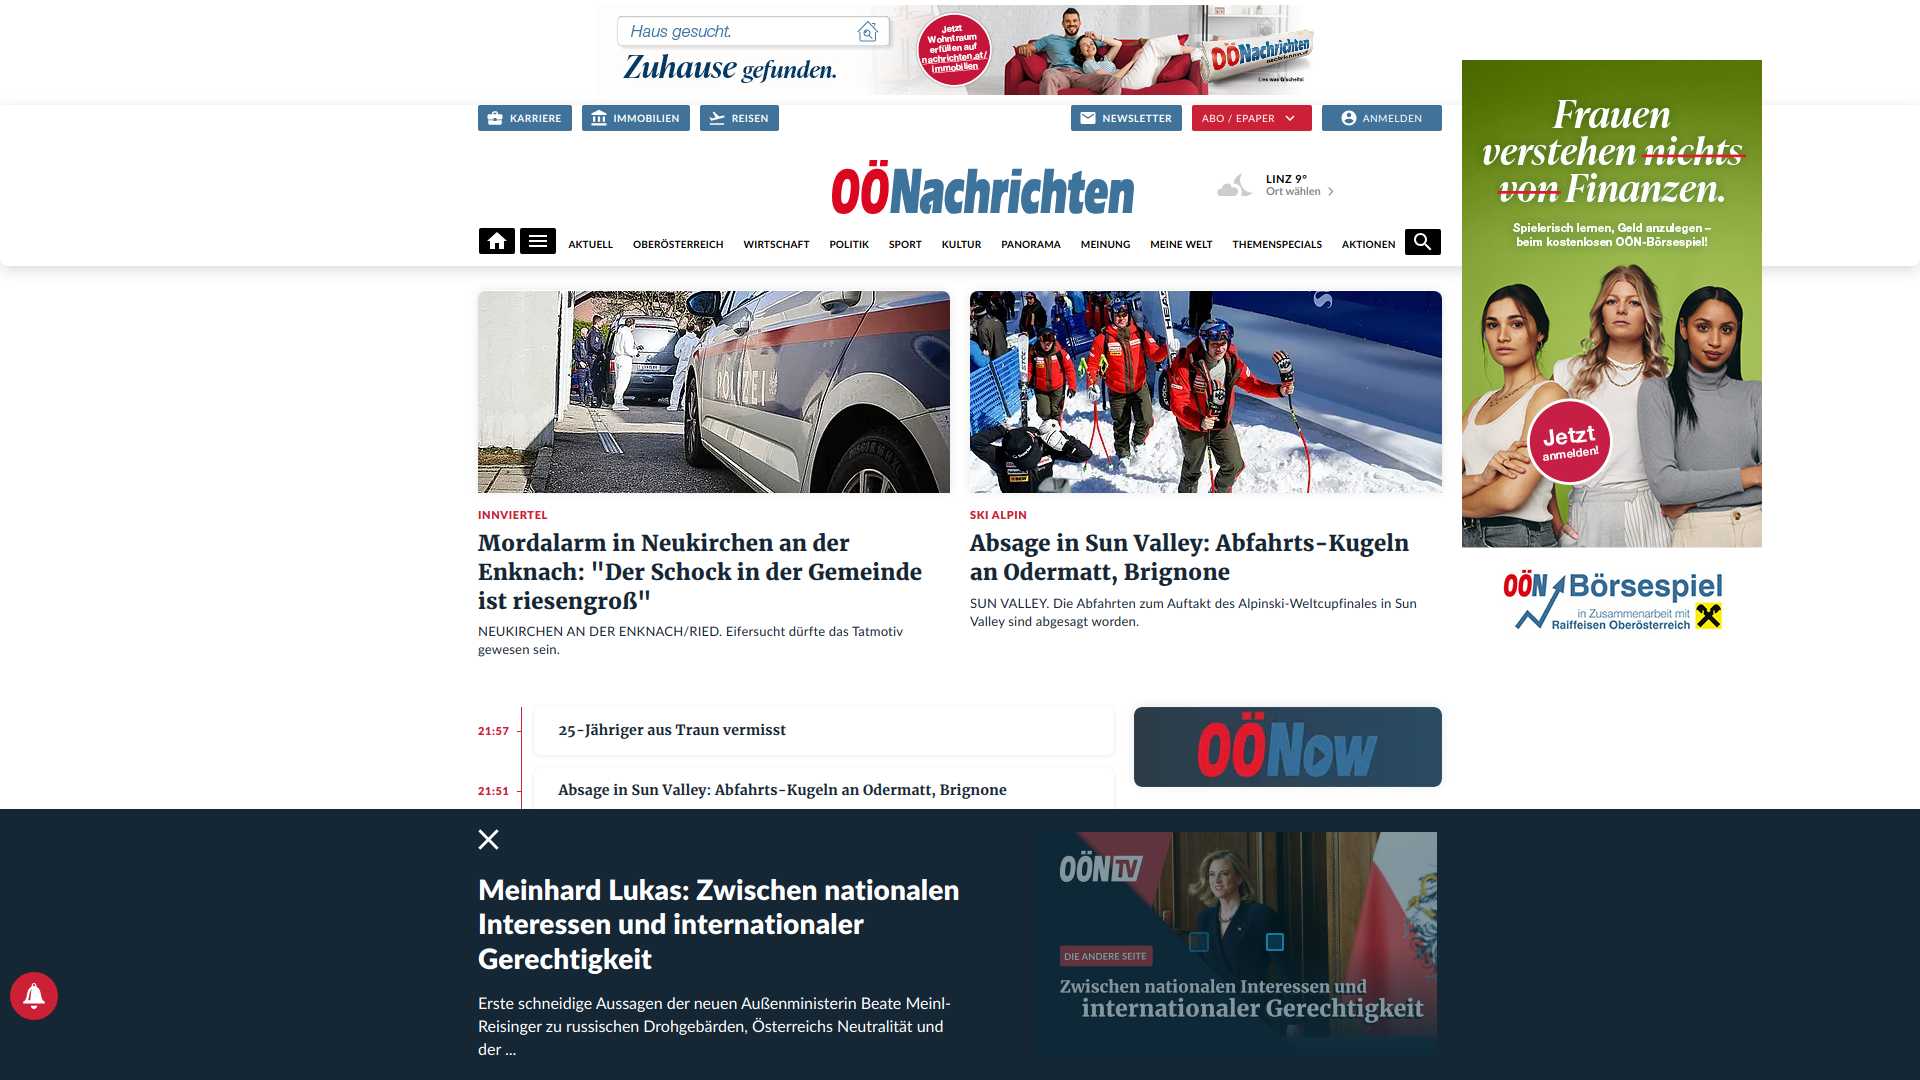 Haus gesucht.
Zuhause gefunden.
Jetzt
Wohntraum
erfüllen auf
nachrichten.at/
immobilien
OÖNachrichten
Lies was G'scheits!
KARRIERE
IMMOBILIEN
REISEN
NEWSLETTER
ABO / EPAPER
ANMELDEN
OÖNachrichten
LINZ 9°
Ort wählen
AKTUELL OBERÖSTERREICH WIRTSCHAFT POLITIK SPORT KULTUR PANORAMA MEINUNG MEINE WELT THEMENSPECIALS AKTIONEN
Frauen
verstehen nichts
von Finanzen.
Spielerisch lernen, Geld anzulegen –
beim kostenlosen OÖN-Börsespiel!
Jetzt
anmelden!
OÖN Börsespiel
in Zusammenarbeit mit
Raiffeisen Oberösterreich
POLIZEI
HEAD
INNVIERTEL
Mordalarm in Neukirchen an der
Enknach: "Der Schock in der Gemeinde
ist riesengroß"
NEUKIRCHEN AN DER ENKNACH/RIED. Eifersucht dürfte das Tatmotiv
gewesen sein.
SKI ALPIN
Absage in Sun Valley: Abfahrts-Kugeln
an Odermatt, Brignone
SUN VALLEY. Die Abfahrten zum Auftakt des Alpinski-Weltcupfinales in Sun
Valley sind abgesagt worden.
21:57
25-Jähriger aus Traun vermisst
21:51
Absage in Sun Valley: Abfahrts-Kugeln an Odermatt, Brignone
OÖNow
Meinhard Lukas: Zwischen nationalen
Interessen und internationaler
Gerechtigkeit
Erste schneidige Aussagen der neuen Außenministerin Beate Meinl-
Reisinger zu russischen Drohgebärden, Österreichs Neutralität und
der ...
OÖN TV
DIE ANDERE SEITE
Zwischen nationalen Interessen und
internationaler Gerechtigkeit